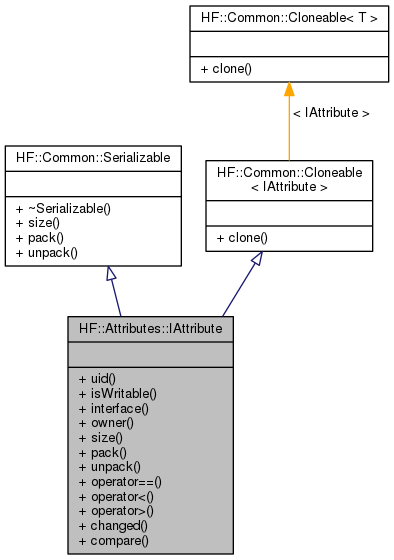 HF::Common::Cloneable< T >
+ clone()
< IAttribute >
HF::Common::Serializable
+ ~Serializable()
+ size()
+ pack()
+ unpack()
HF::Common::Cloneable
< IAttribute >
+ clone()
HF::Attributes::IAttribute
+ uid()
+ isWritable()
+ interface()
+ owner()
+ size()
+ pack()
+ unpack()
+ operator==()
+ operator<()
+ operator>()
+ changed()
+ compare()